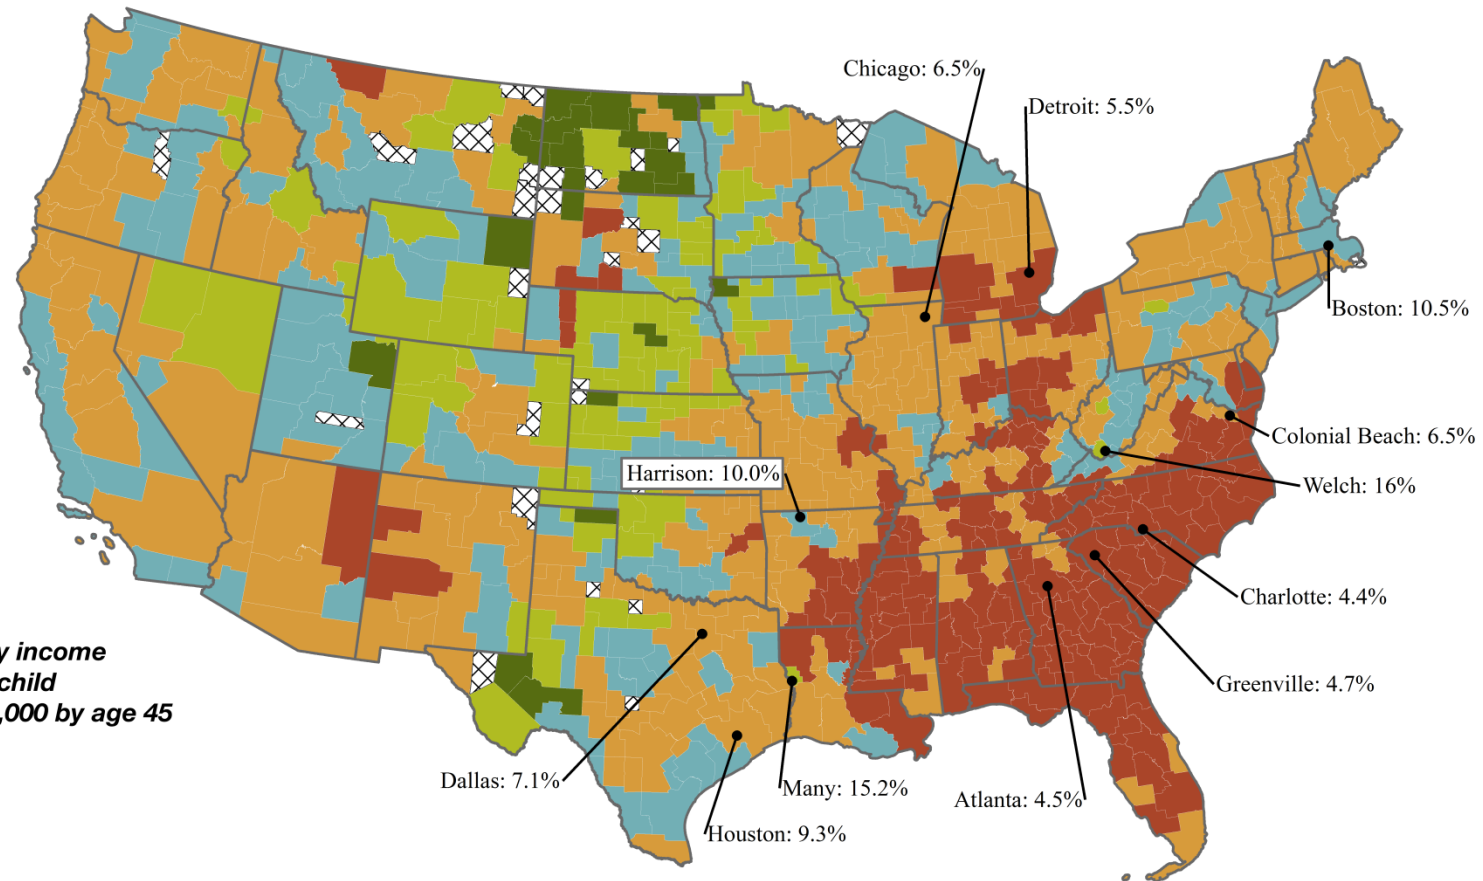 Chicago: 6.5%
Detroit: 5.5%
Boston: 10.5%
Colonial Beach: 6.5%
Harrison: 10.0%
Welch: 16%
Charlotte: 4.4%
y income
child
,000 by age 45
Greenville: 4.7%
Dallas: 7.1%
Many: 15.2%
Atlanta: 4.5%
Houston: 9.3%